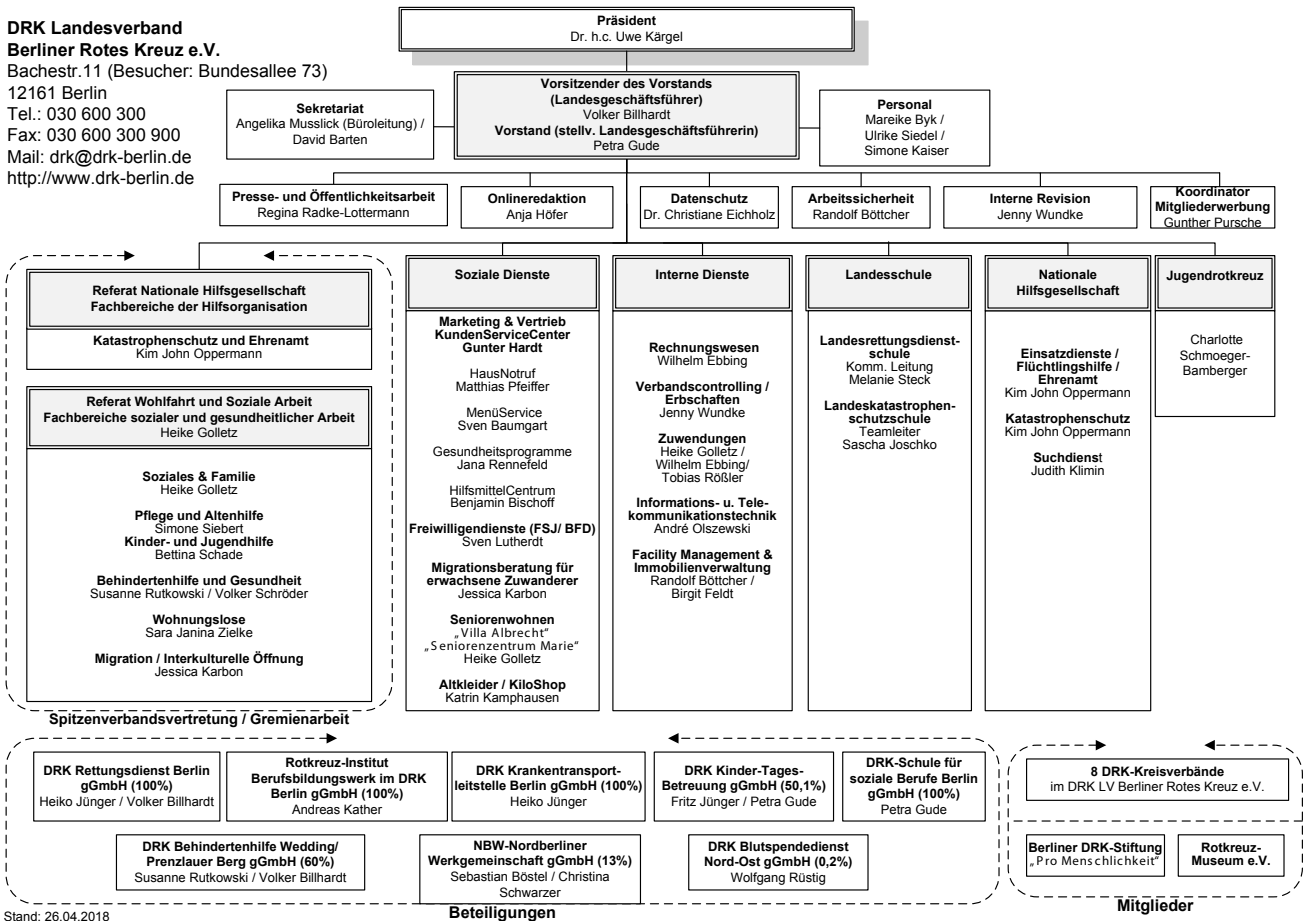 DRK Landesverband
Berliner Rotes Kreuz e.V.
Bachestr.11 (Besucher: Bundesallee 73)
12161 Berlin
Tel.: 030 600 300
Fax: 030 600 300 900
Mail: drk@drk-berlin.de
http://www.drk-berlin.de
Präsident
Dr. h.c. Uwe Kärgel
Vorsitzender des Vorstands
(Landesgeschäftsführer)
Volker Billhardt
Vorstand (stellv. Landesgeschäftsführerin)
Petra Gude
Sekretariat
Angelika Musslick (Büroleitung) /
David Barten
Personal
Mareike Byk /
Ulrike Siedel /
Simone Kaiser
Presse- und Öffentlichkeitsarbeit
Regina Radke-Lottermann
Onlineredaktion
Anja Höfer
Datenschutz
Dr. Christiane Eichholz
Arbeitssicherheit
Randolf Böttcher
Interne Revision
Jenny Wundke
Koordinator
Mitgliederwerbung
Gunther Pursche
Referat Nationale Hilfsgesellschaft
Fachbereiche der Hilfsorganisation
Katastrophenschutz und Ehrenamt
Kim John Oppermann
Referat Wohlfahrt und Soziale Arbeit
Fachbereiche sozialer und gesundheitlicher Arbeit
Heike Golletz
Soziales & Familie
Heike Golletz
Pflege und Altenhilfe
Simone Siebert
Kinder- und Jugendhilfe
Bettina Schade
Behindertenhilfe und Gesundheit
Susanne Rutkowski / Volker Schröder
Wohnungslose
Sara Janina Zielke
Migration / Interkulturelle Öffnung
Jessica Karbon
Spitzenverbandsvertretung / Gremienarbeit
Soziale Dienste
Marketing & Vertrieb
KundenServiceCenter
Gunter Hardt
HausNotruf
Matthias Pfeiffer
MenüService
Sven Baumgart
Gesundheitsprogramme
Jana Rennefeld
HilfsmittelCentrum
Benjamin Bischoff
Freiwilligendienste (FSJ/ BFD)
Sven Lutherdt
Migrationsberatung für
erwachsene Zuwanderer
Jessica Karbon
Seniorenwohnen
„Villa Albrecht“
„Seniorenzentrum Marie“
Heike Golletz
Altkleider / KiloShop
Katrin Kamphausen
Interne Dienste
Rechnungswesen
Wilhelm Ebbing
Verbandscontrolling /
Erbschaften
Jenny Wundke
Zuwendungen
Heike Golletz /
Wilhelm Ebbing/
Tobias Rößler
Informations- u. Tele-
kommunikationstechnik
André Olszewski
Facility Management &
Immobilienverwaltung
Randolf Böttcher /
Birgit Feldt
Landesschule
Landesrettungsdienst-
schule
Komm. Leitung
Melanie Steck
Landeskatastrophen-
schutzschule
Teamleiter
Sascha Joschko
Nationale
Hilfsgesellschaft
Einsatzdienste /
Flüchtlingshilfe /
Ehrenamt
Kim John Oppermann
Katastrophenschutz
Kim John Oppermann
Suchdienst
Judith Klimin
Jugendrotkreuz
Charlotte
Schmoeger-
Bamberger
DRK Rettungsdienst Berlin
gGmbH (100%)
Heiko Jünger / Volker Billhardt
Rotkreuz-Institut
Berufsbildungswerk im DRK
Berlin gGmbH (100%)
Andreas Kather
DRK Krankentransport-
leitstelle Berlin gGmbH (100%)
Heiko Jünger
DRK Kinder-Tages-
Betreuung gGmbH (50,1%)
Fritz Jünger / Petra Gude
DRK-Schule für
soziale Berufe Berlin
gGmbH (100%)
Petra Gude
DRK Behindertenhilfe Wedding/
Prenzlauer Berg gGmbH (60%)
Susanne Rutkowski / Volker Billhardt
NBW-Nordberliner
Werkgemeinschaft gGmbH (13%)
Sebastian Böstel / Christina
Schwarzer
DRK Blutspendedienst
Nord-Ost gGmbH (0,2%)
Wolfgang Rüstig
Beteiligungen
8 DRK-Kreisverbände
im DRK LV Berliner Rotes Kreuz e.V.
Berliner DRK-Stiftung
„Pro Menschlichkeit“
Rotkreuz-
Museum e.V.
Mitglieder
Stand: 26.04.2018